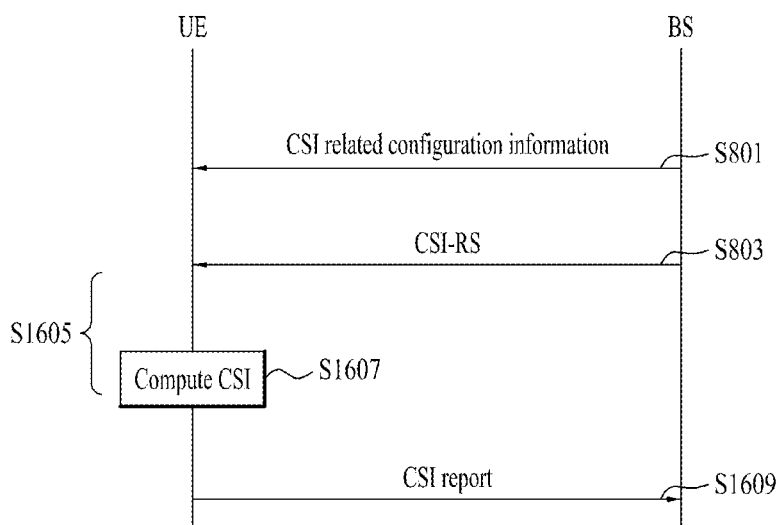 UE
BS
CSI related configuration information
S801
CSI-RS
S803
S1605
Compute CSI
S1607
CSI report
S1609